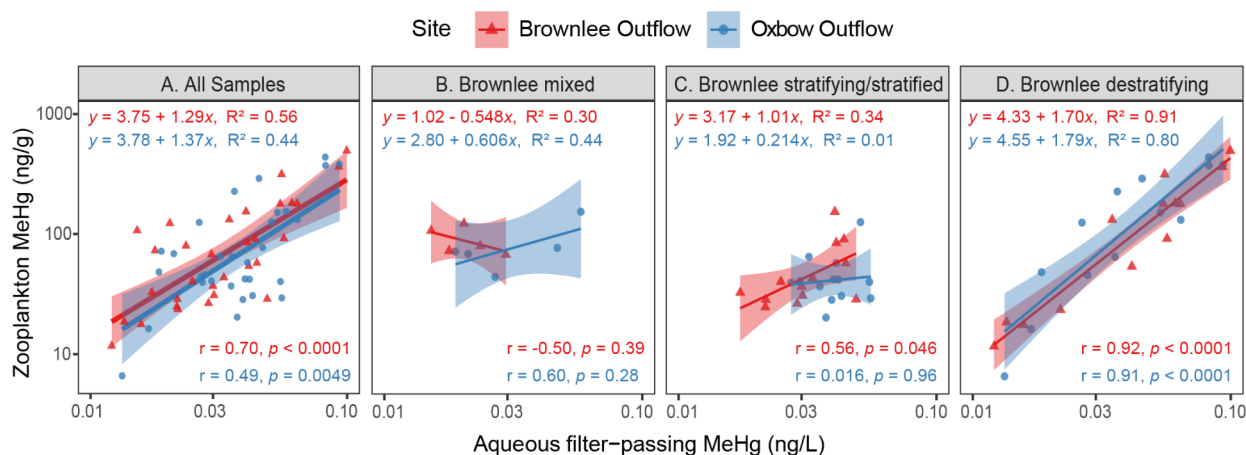 Site Brownlee Outflow Oxbow Outflow
A. All Samples
B. Brownlee mixed
C. Brownlee stratifying/stratified
D. Brownlee destratifying
Zooplankton MeHg (ng/g)
1000
100
10
y = 3.75 + 1.29x, R² = 0.56
y = 3.78 + 1.37x, R² = 0.44
r = 0.70, p < 0.0001
r = 0.49, p = 0.0049
y = 1.02 - 0.548x, R² = 0.30
y = 2.80 + 0.606x, R² = 0.44
r = -0.50, p = 0.39
r = 0.60, p = 0.28
y = 3.17 + 1.01x, R² = 0.34
y = 1.92 + 0.214x, R² = 0.01
r = 0.56, p = 0.046
r = 0.016, p = 0.96
y = 4.33 + 1.70x, R² = 0.91
y = 4.55 + 1.79x, R² = 0.80
r = 0.92, p < 0.0001
r = 0.91, p < 0.0001
0.01 0.03 0.10
0.01 0.03 0.10
0.01 0.03 0.10
0.01 0.03 0.10
Aqueous filter−passing MeHg (ng/L)